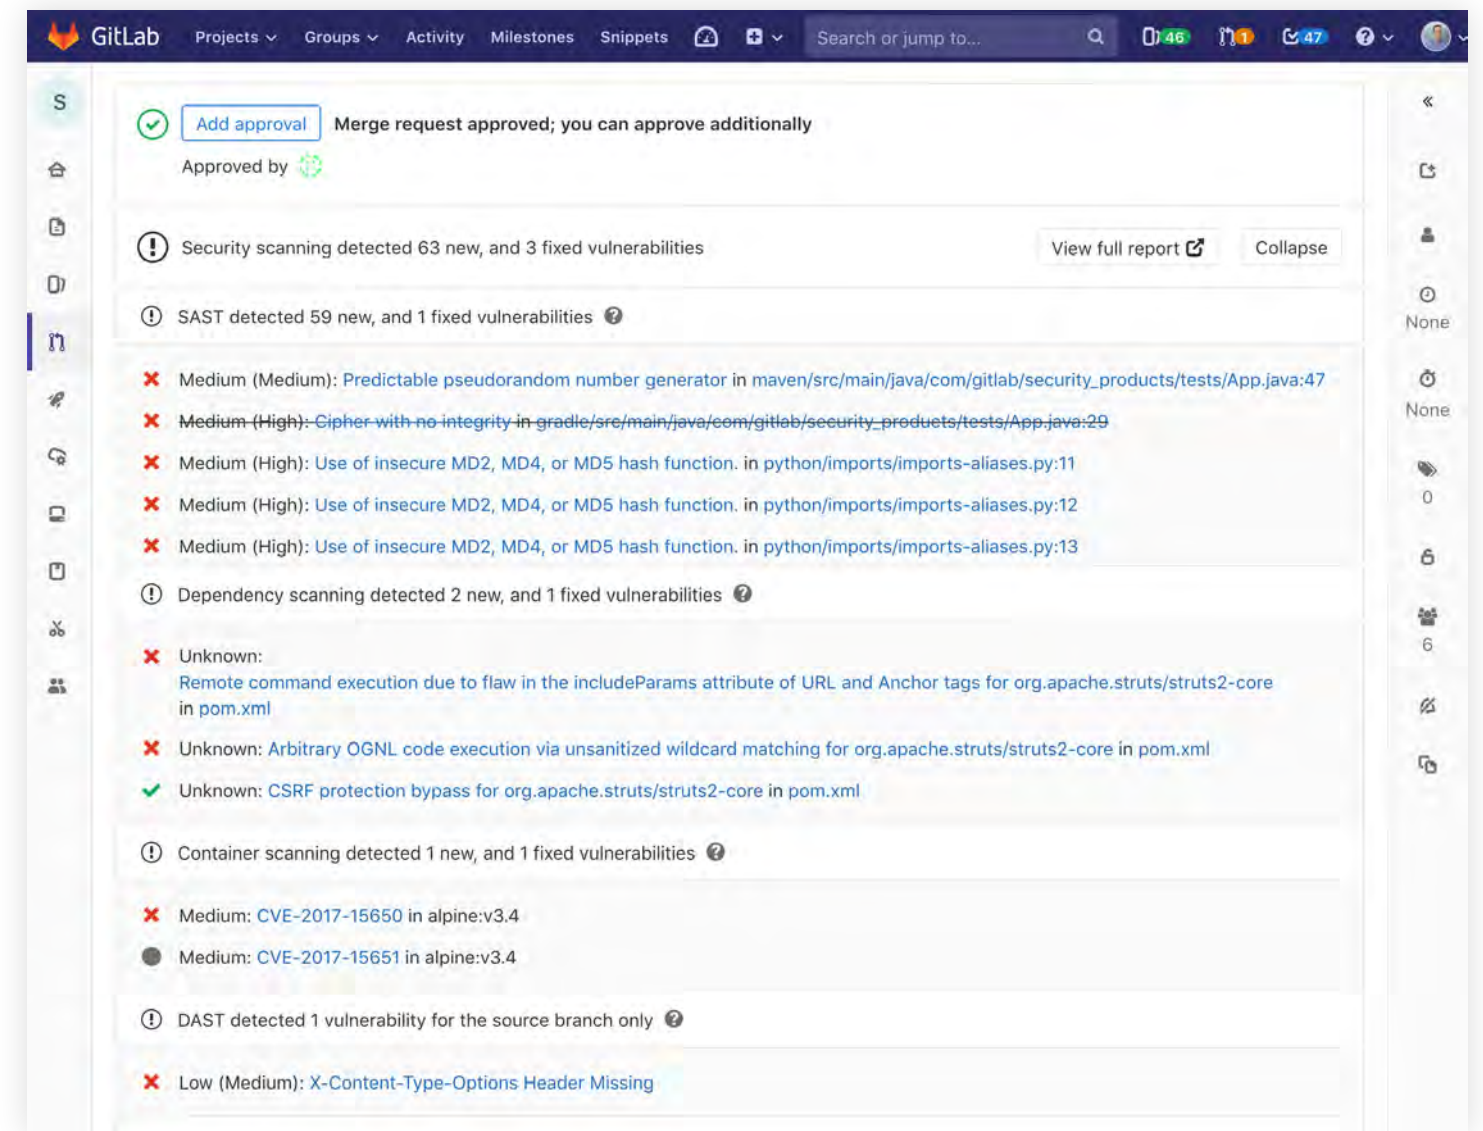 GitLab Projects Groups Activity Milestones Snippets Search or jump to... 46 1 47
S
Add approval Merge request approved; you can approve additionally
Approved by
Security scanning detected 63 new, and 3 fixed vulnerabilities View full report Collapse
SAST detected 59 new, and 1 fixed vulnerabilities
None
Medium (Medium): Predictable pseudorandom number generator in maven/src/main/java/com/gitlab/security_products/tests/App.java:47
None
Medium (High): Cipher with no integrity in gradle/src/main/java/com/gitlab/security_products/tests/App.java:29
Medium (High): Use of insecure MD2, MD4, or MD5 hash function. in python/imports/imports-aliases.py:11
0
Medium (High): Use of insecure MD2, MD4, or MD5 hash function. in python/imports/imports-aliases.py:12
Medium (High): Use of insecure MD2, MD4, or MD5 hash function. in python/imports/imports-aliases.py:13
Dependency scanning detected 2 new, and 1 fixed vulnerabilities
6
Unknown:
Remote command execution due to flaw in the includeParams attribute of URL and Anchor tags for org.apache.struts/struts2-core
in pom.xml
Unknown: Arbitrary OGNL code execution via unsanitized wildcard matching for org.apache.struts/struts2-core in pom.xml
Unknown: CSRF protection bypass for org.apache.struts/struts2-core in pom.xml
Container scanning detected 1 new, and 1 fixed vulnerabilities
Medium: CVE-2017-15650 in alpine:v3.4
Medium: CVE-2017-15651 in alpine:v3.4
DAST detected 1 vulnerability for the source branch only
Low (Medium): X-Content-Type-Options Header Missing